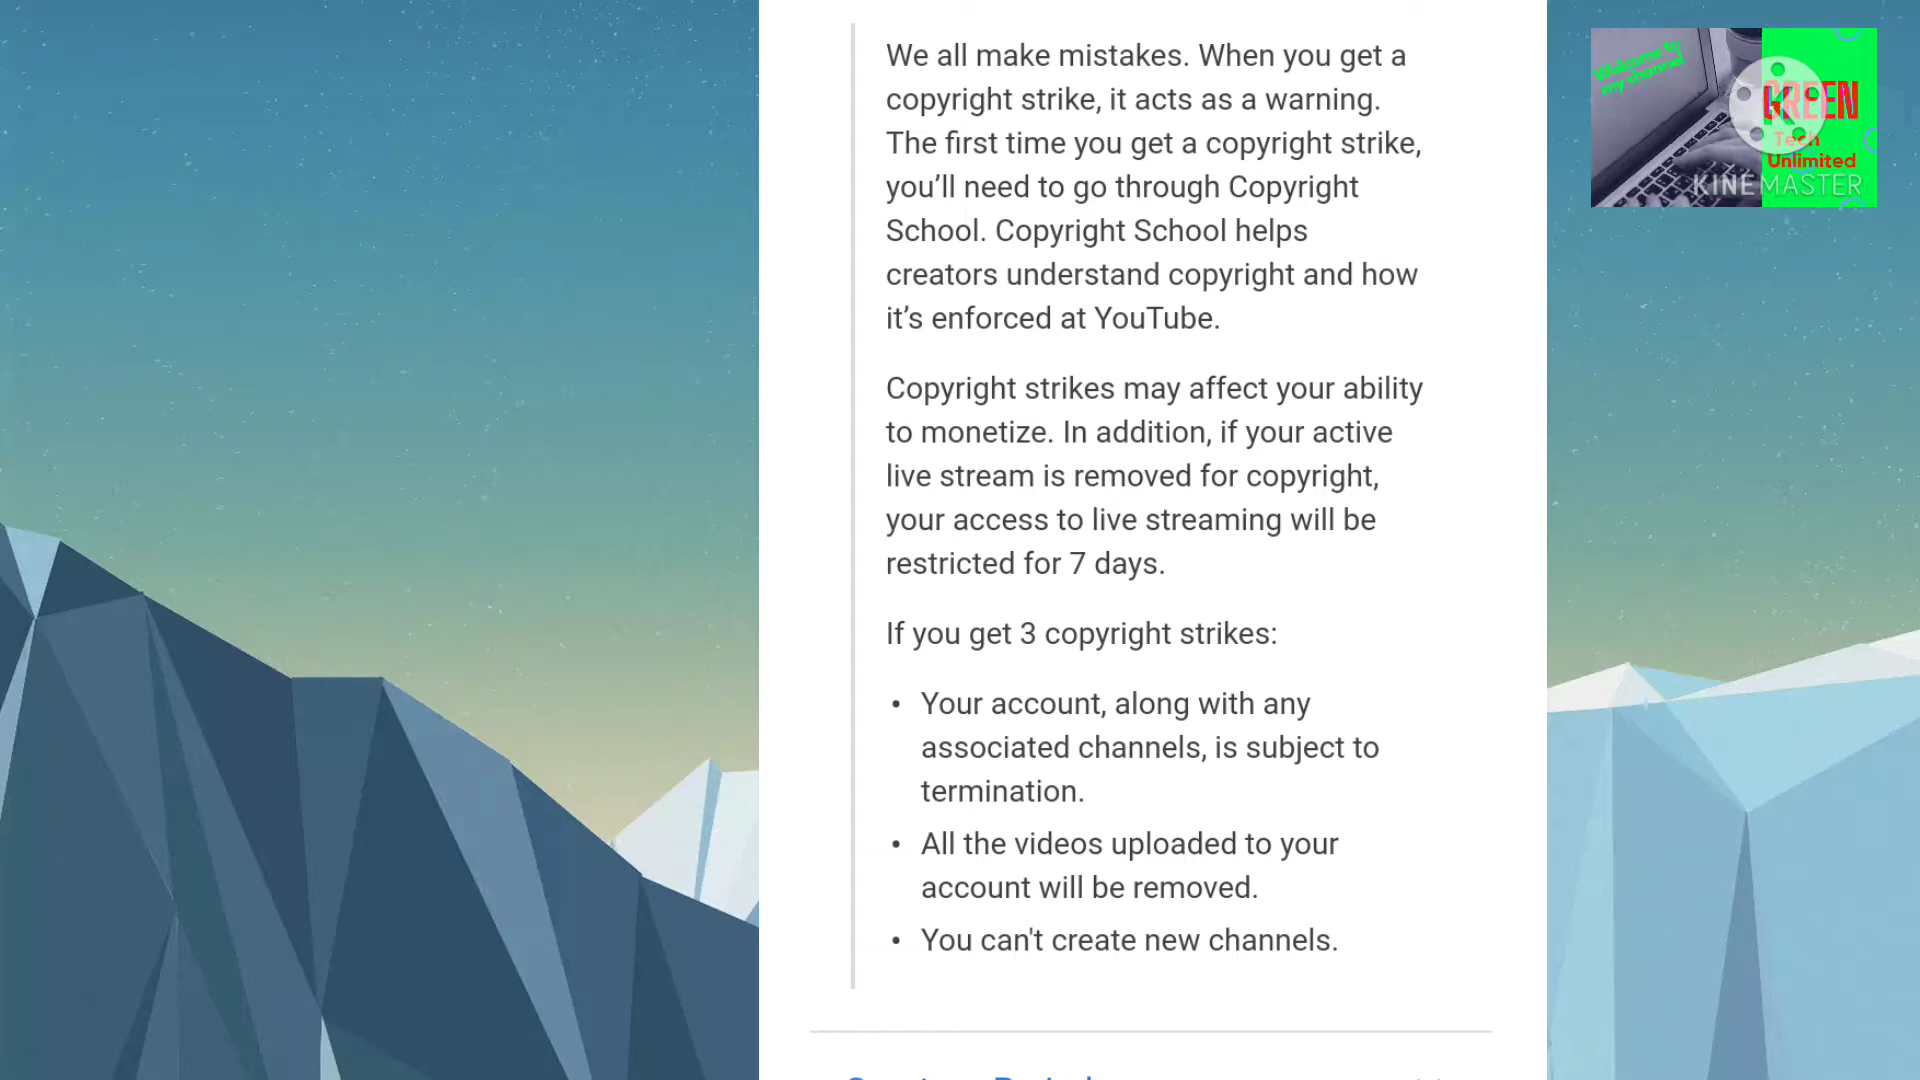 We all make mistakes. When you get a
copyright strike, it acts as a warning.
The first time you get a copyright strike,
you’ll need to go through Copyright
School. Copyright School helps
creators understand copyright and how
it’s enforced at YouTube.
Copyright strikes may affect your ability
to monetize. In addition, if your active
live stream is removed for copyright,
your access to live streaming will be
restricted for 7 days.
If you get 3 copyright strikes:
• Your account, along with any
associated channels, is subject to
termination.
• All the videos uploaded to your
account will be removed.
• You can't create new channels.
Welcome to
my channel
GREEN
Tech
Unlimited
KINEMASTER